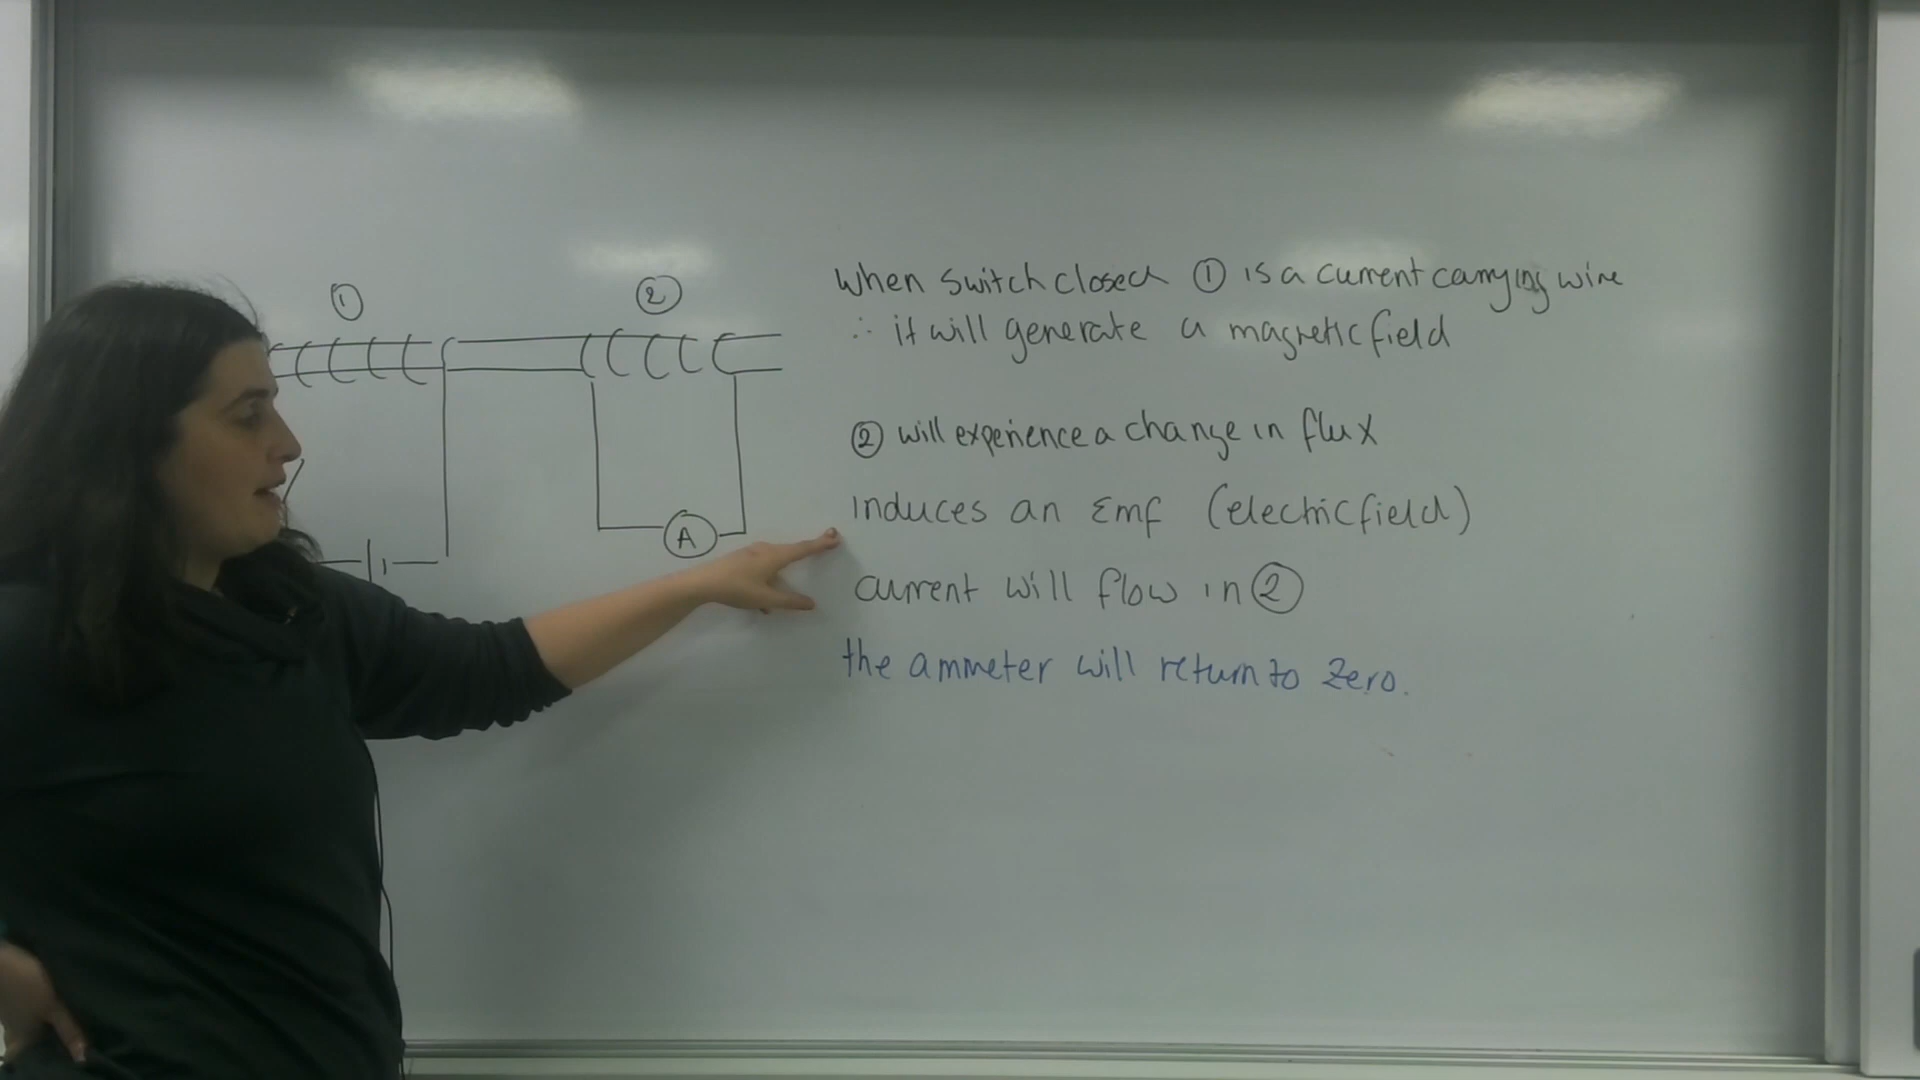 ①
②
A
When switch closed ① is a current carrying wire
∴ it will generate a magnetic field
② will experience a change in flux
induces an Emf (electric field)
current will flow in ②
the ammeter will return to zero.